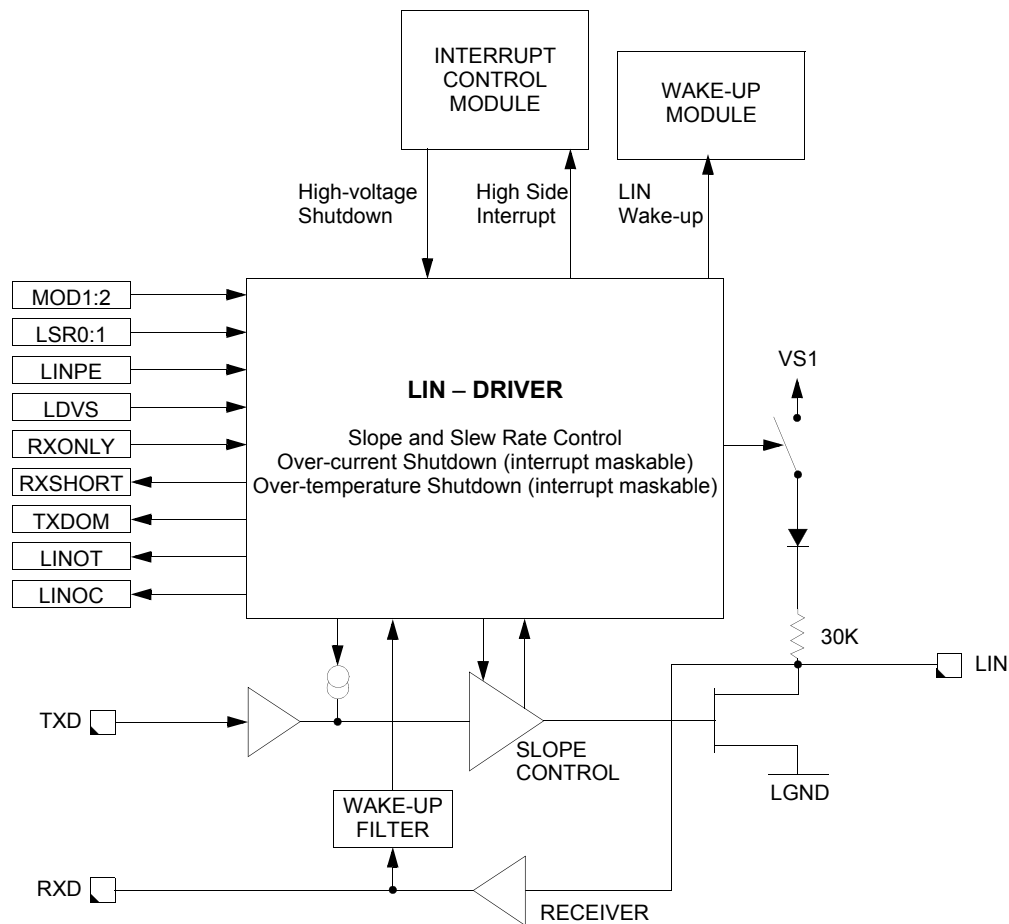 INTERRUPT
CONTROL
MODULE
WAKE-UP
MODULE
High-voltage
Shutdown
High Side
Interrupt
LIN
Wake-up
MOD1:2
LSR0:1
LINPE
LDVS
RXONLY
RXSHORT
TXDOM
LINOT
LINOC
LIN – DRIVER
Slope and Slew Rate Control
Over-current Shutdown (interrupt maskable)
Over-temperature Shutdown (interrupt maskable)
VS1
30K
LIN
TXD
SLOPE
CONTROL
LGND
WAKE-UP
FILTER
RXD
RECEIVER